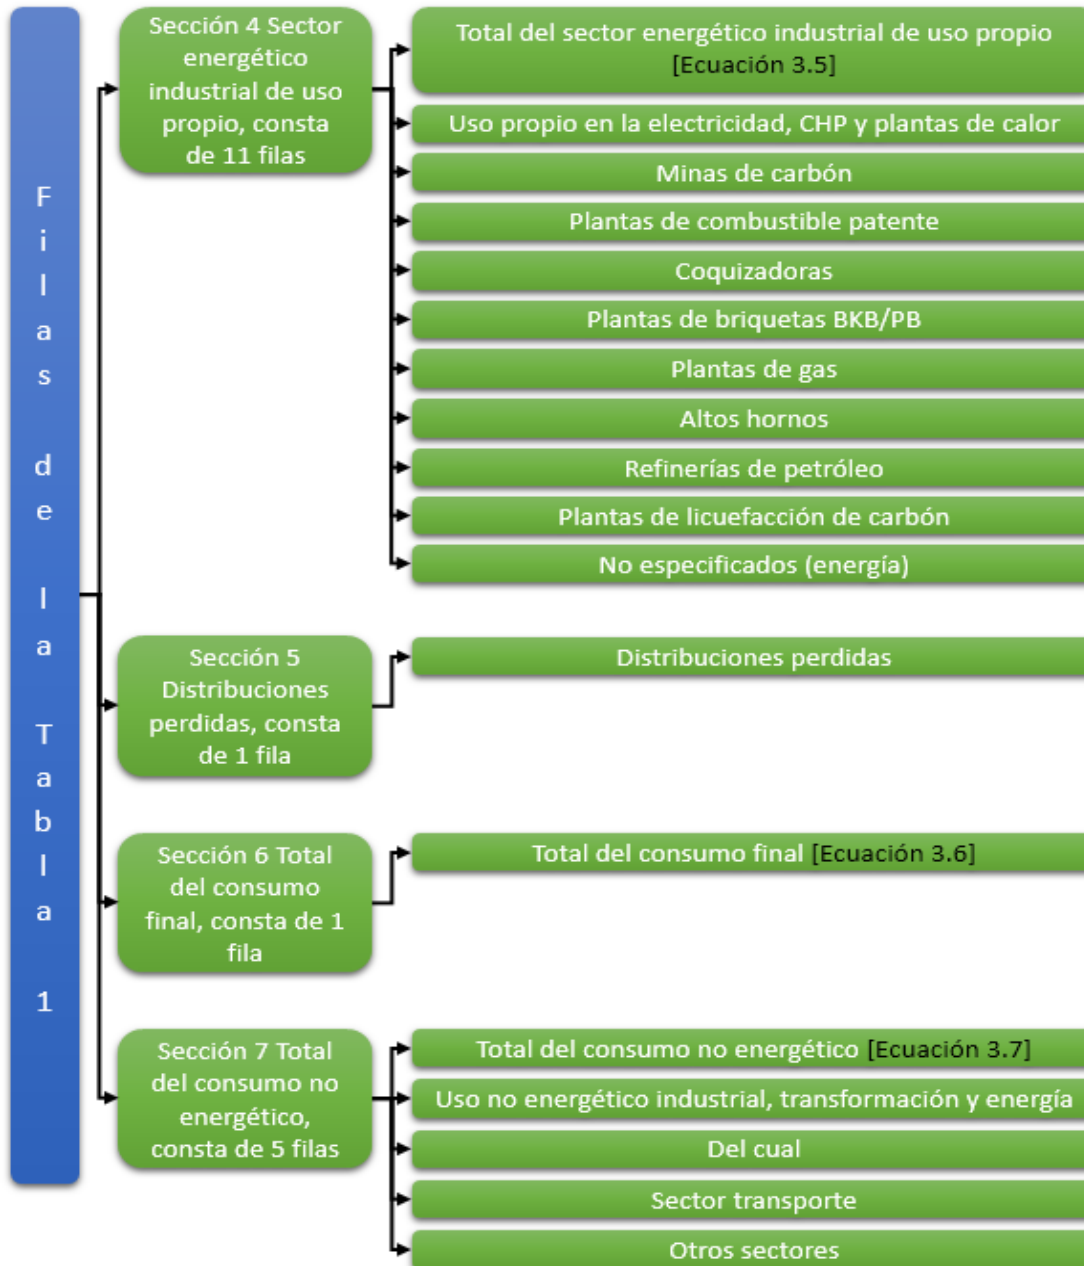 Filas de la Tabla 1
Sección 4 Sector
energético
industrial de uso
propio, consta
de 11 filas
Total del sector energético industrial de uso propio
[Ecuación 3.5]
Uso propio en la electricidad, CHP y plantas de calor
Minas de carbón
Plantas de combustible patente
Coquizadoras
Plantas de briquetas BKB/PB
Plantas de gas
Altos hornos
Refinerías de petróleo
Plantas de licuefacción de carbón
No especificados (energía)
Sección 5
Distribuciones
perdidas, consta
de 1 fila
Distribuciones perdidas
Sección 6 Total
del consumo
final, consta de 1
fila
Total del consumo final [Ecuación 3.6]
Sección 7 Total
del consumo no
energético,
consta de 5 filas
Total del consumo no energético [Ecuación 3.7]
Uso no energético industrial, transformación y energía
Del cual
Sector transporte
Otros sectores